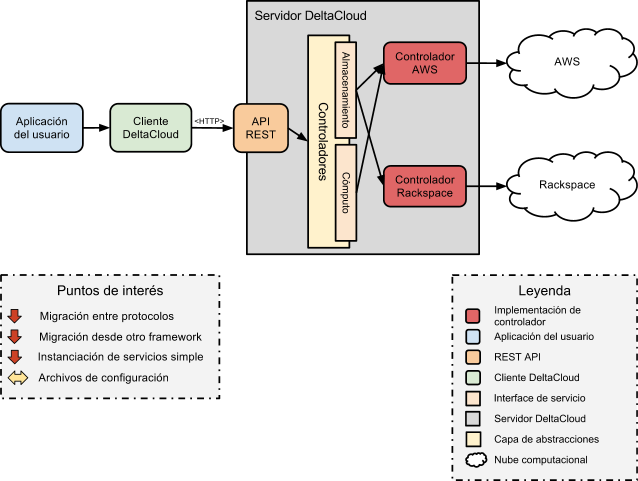 Servidor DeltaCloud
Aplicación
del usuario
Cliente
DeltaCloud
<HTTP>
API
REST
Controladores
Almacenamiento
Cómputo
Controlador
AWS
Controlador
Rackspace
AWS
Rackspace
Puntos de interés
Migración entre protocolos
Migración desde otro framework
Instanciación de servicios simple
Archivos de configuración
Leyenda
Implementación de
controlador
Aplicación del usuario
REST API
Cliente DeltaCloud
Interface de servicio
Servidor DeltaCloud
Capa de abstracciones
Nube computacional